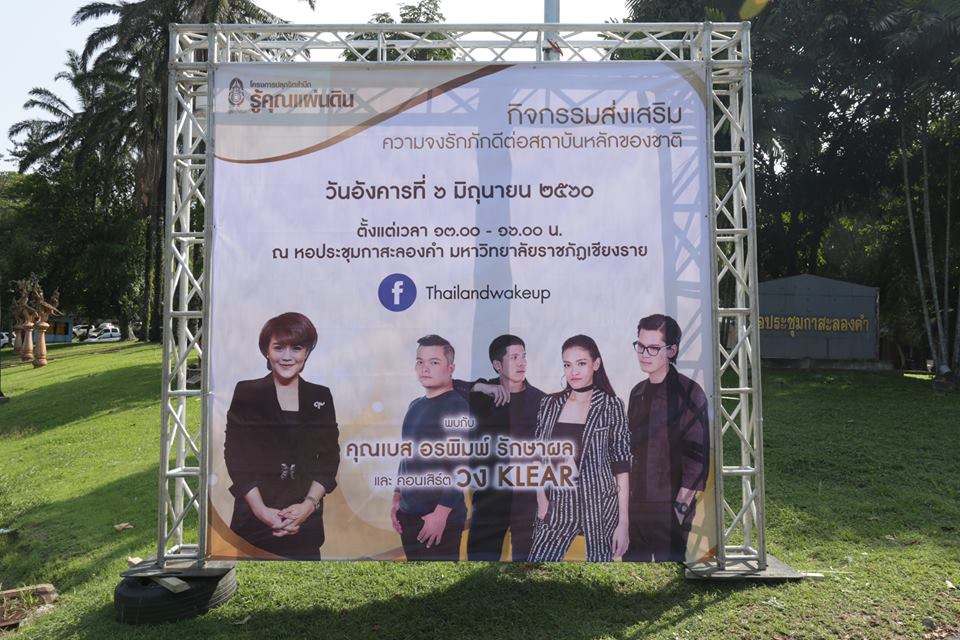 โครงการปลุกจิตสำนึก
รู้คุณแผ่นดิน
กิจกรรมส่งเสริม
ความจงรักภักดีต่อสถาบันหลักของชาติ
วันอังคารที่ ๖ มิถุนายน ๒๕๖๐
ตั้งแต่เวลา ๑๓.๐๐ - ๑๖.๐๐ น.
ณ หอประชุมกาสะลองคำ มหาวิทยาลัยราชภัฏเชียงราย
f Thailandwakeup
พบกับ
คุณเบส อรพิมพ์ รักษาผล
และ คอนเสิร์ต วง KLEAR
อประชุมกาสะลองคำ